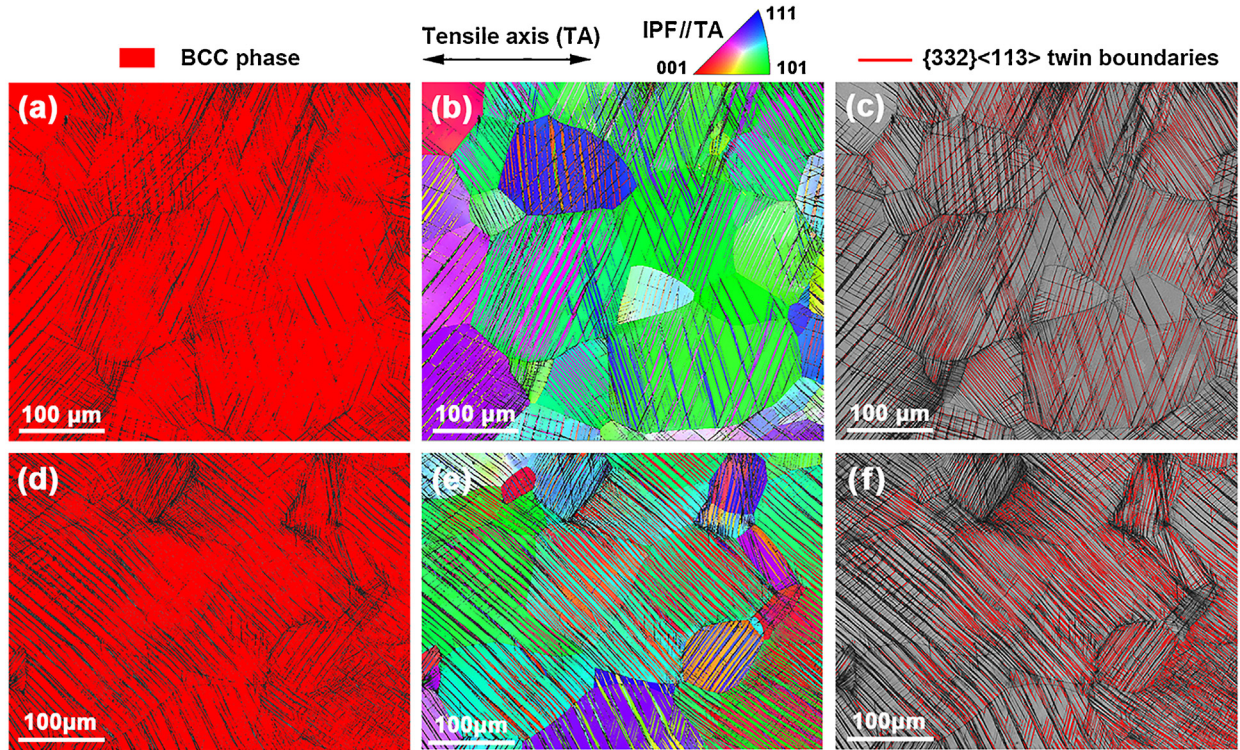 BCC phase
Tensile axis (TA)
IPF//TA
111
001
101
{332}<113> twin boundaries
(a)
100 μm
(b)
100 μm
(c)
100 μm
(d)
100μm
(e)
100μm
(f)
100μm